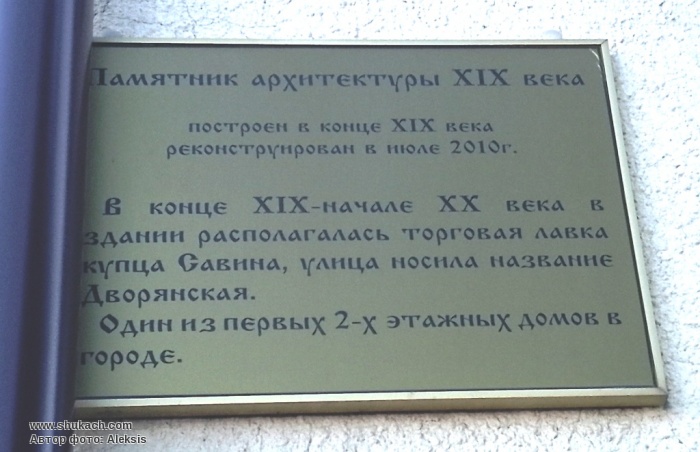 Памятник архитектуры XIX века
построен в конце XIX века
реконструирован в июле 2010г.
В конце XIX-начале XX века в
здании располагалась торговая лавка
купца Савина, улица носила название
Дворянская.
Один из первых 2-х этажных домов в
городе.
www.shukach.com
Автор фото: Aleksis